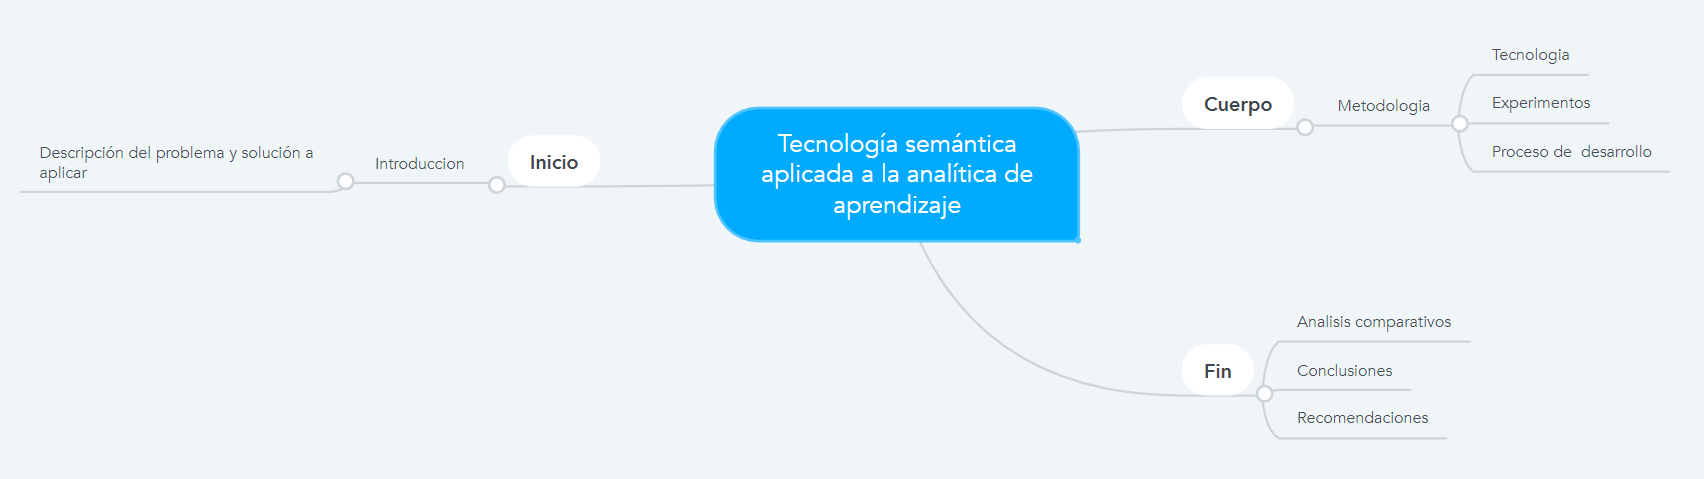 Tecnología semántica
aplicada a la analítica de
aprendizaje
Inicio
Introduccion
Descripción del problema y solución a
aplicar
Cuerpo
Metodologia
Tecnologia
Experimentos
Proceso de  desarrollo
Fin
Analisis comparativos
Conclusiones
Recomendaciones